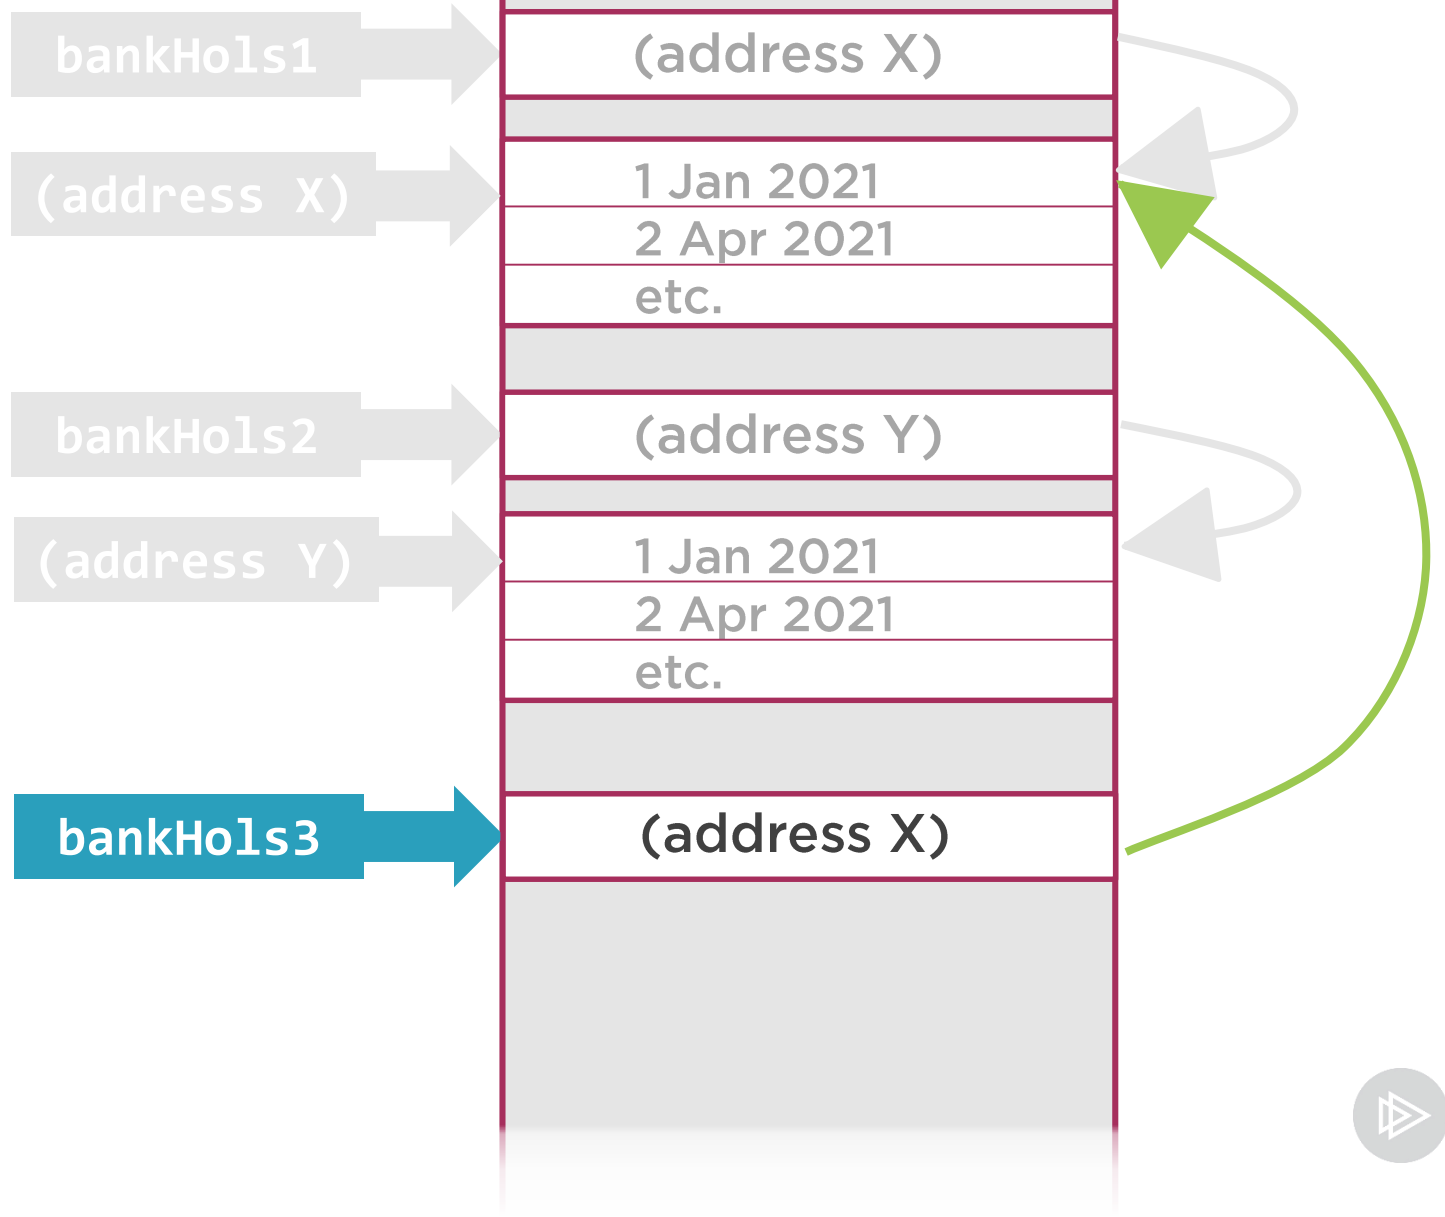 bankHols1
(address X)
(address X)
1 Jan 2021
2 Apr 2021
etc.
bankHols2
(address Y)
(address Y)
1 Jan 2021
2 Apr 2021
etc.
bankHols3
(address X)